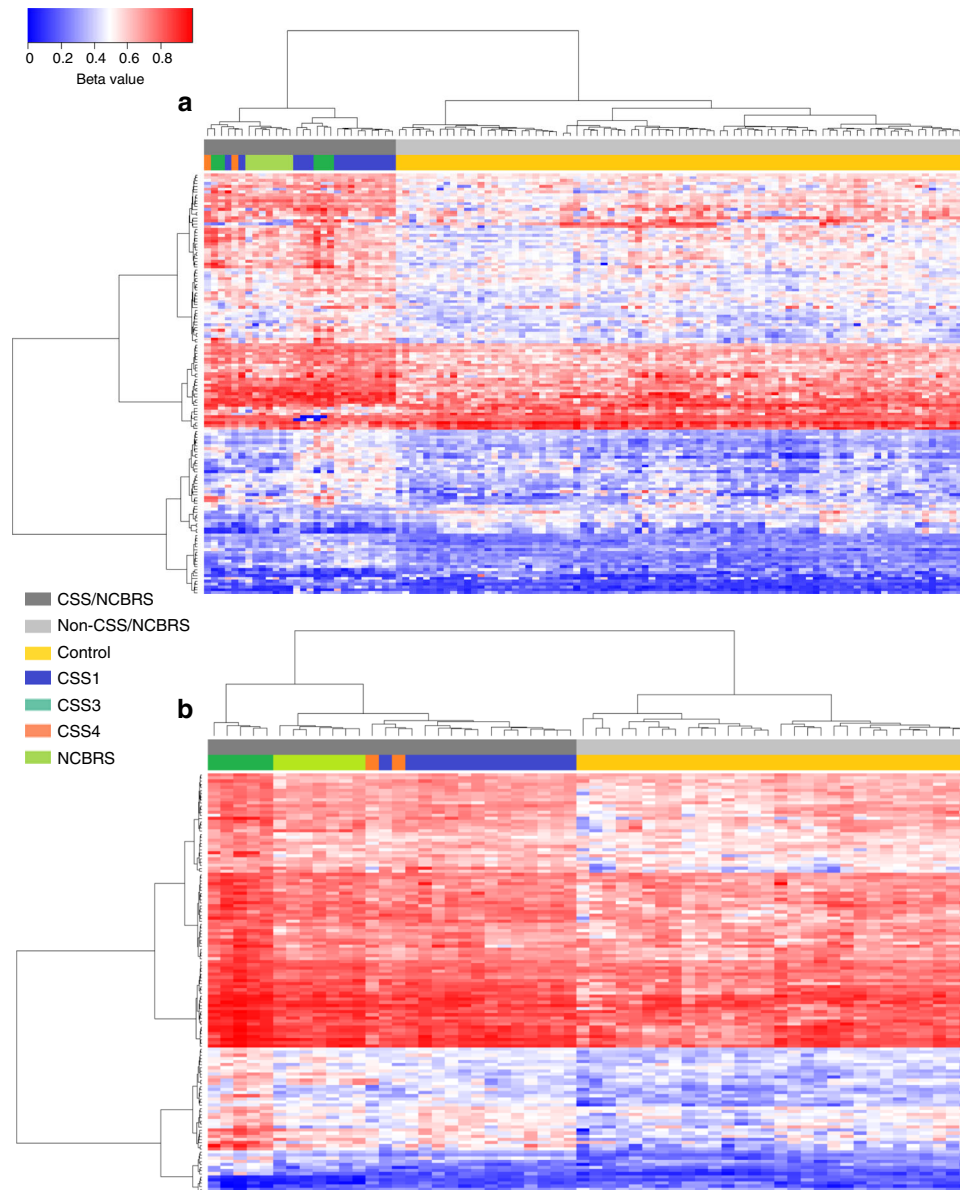 0 0.2 0.4 0.6 0.8
Beta value
a
CSS/NCBRS
Non-CSS/NCBRS
Control
CSS1
CSS3
CSS4
NCBRS
b